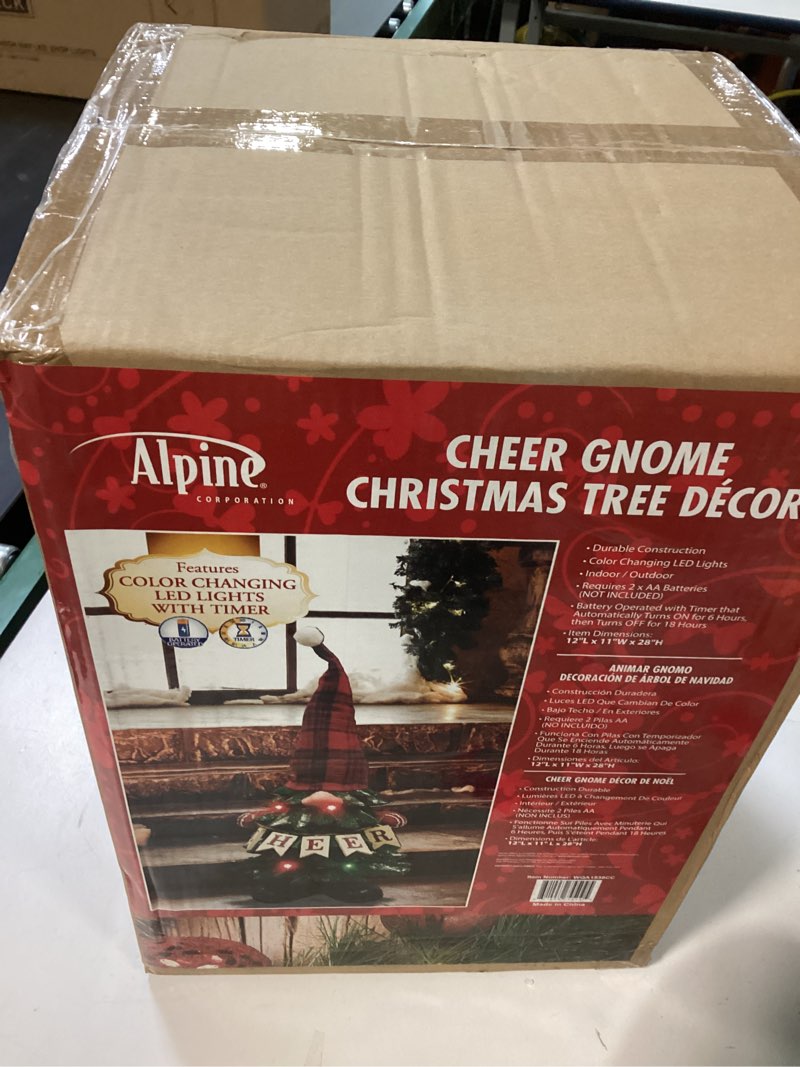 Alpine®
CORPORATION
CHEER GNOME
CHRISTMAS TREE DÉCOR
Features
COLOR CHANGING
LED LIGHTS
WITH TIMER
BATTERY
OPERATED
TIMER
HEER
• Durable Construction
• Color Changing LED Lights
• Indoor / Outdoor
• Requires 2 x AA Batteries
(NOT INCLUDED)
• Battery Operated with Timer that
Automatically Turns ON for 6 Hours,
then Turns OFF for 18 Hours
• Item Dimensions:
12"L x 11"W x 28"H
ANIMAR GNOMO
DECORACIÓN DE ÁRBOL DE NAVIDAD
• Construcción Duradera
• Luces LED Que Cambian De Color
• Bajo Techo / En Exteriores
• Requiere 2 Pilas AA
(NO INCLUIDO)
• Funciona Con Pilas Con Temporizador
Que Se Enciende Automáticamente
Durante 6 Horas, Luego se Apaga
Durante 18 Horas
• Dimensiones del Artículo:
12"L x 11"W x 28"H
CHEER GNOME DÉCOR DE NOËL
• Construction Durable
• Lumières LED à Changement De Couleur
• Intérieur / Extérieur
• Nécessite 2 Piles AA
(NON INCLUS)
• Fonctionne Sur Piles Avec Minuterie Qui
S'allume Automatiquement Pendant
6 Heures, Puis S'éteint Pendant 18 Heures
• Dimensions de L'article:
12"L x 11"L x 28"H
Item Number:
Made in China